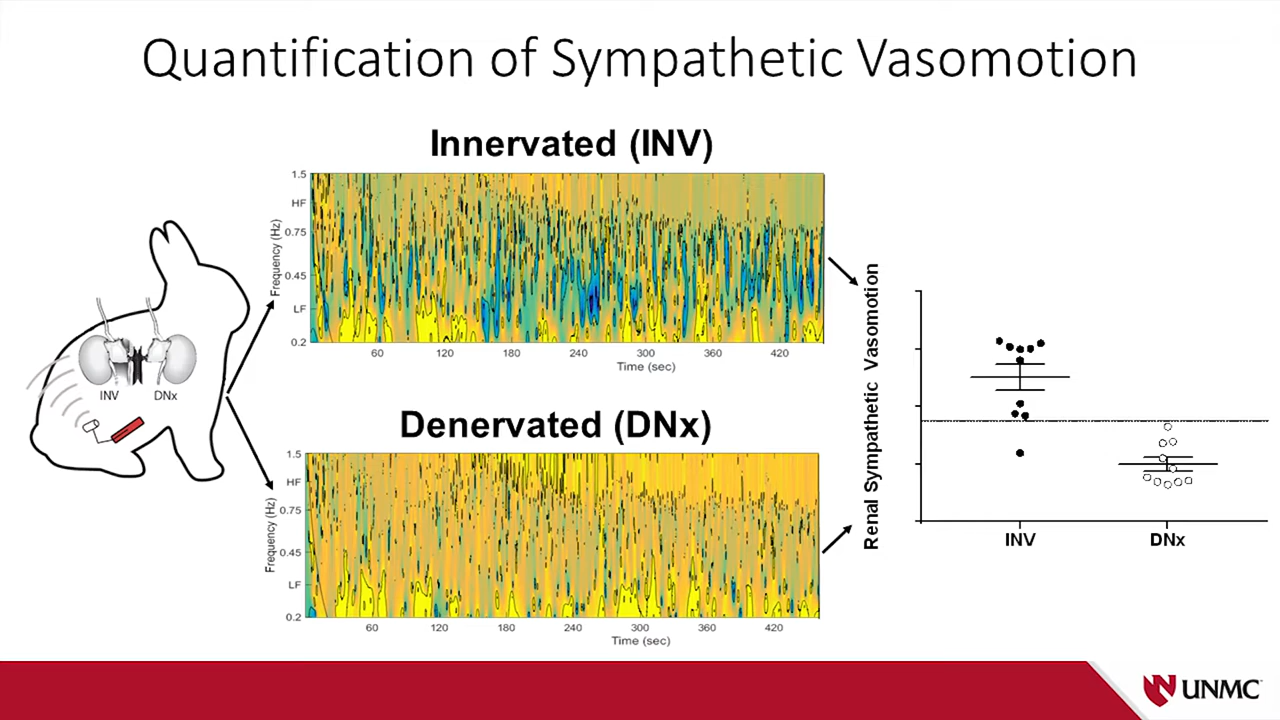 Quantification of Sympathetic Vasomotion
Innervated (INV)
1.5
HF
0.75
0.45
LF
0.2
Frequency (Hz)
60 120 180 240 300 360 420
Time (sec)
INV DNx
Denervated (DNx)
1.5
HF
0.75
0.45
LF
0.2
Frequency (Hz)
60 120 180 240 300 360 420
Time (sec)
Renal Sympathetic Vasomotion
INV DNx
UNMC